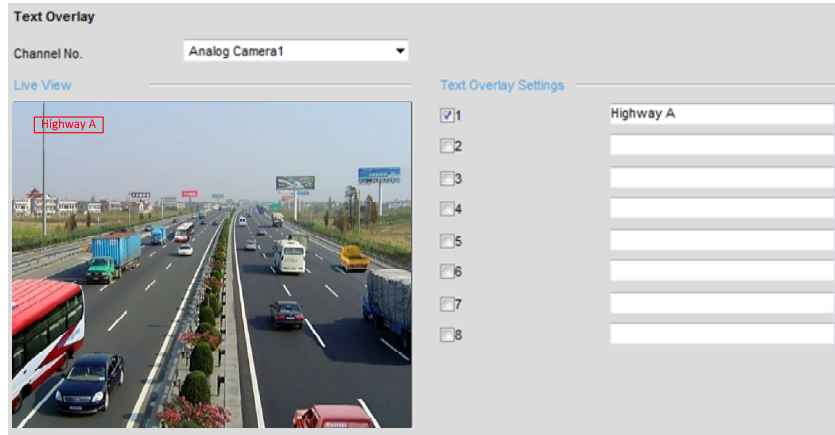 Text Overlay
Channel No.
Analog Camera1
Live View
Text Overlay Settings
Highway A
1
Highway A
2
3
4
5
6
7
8